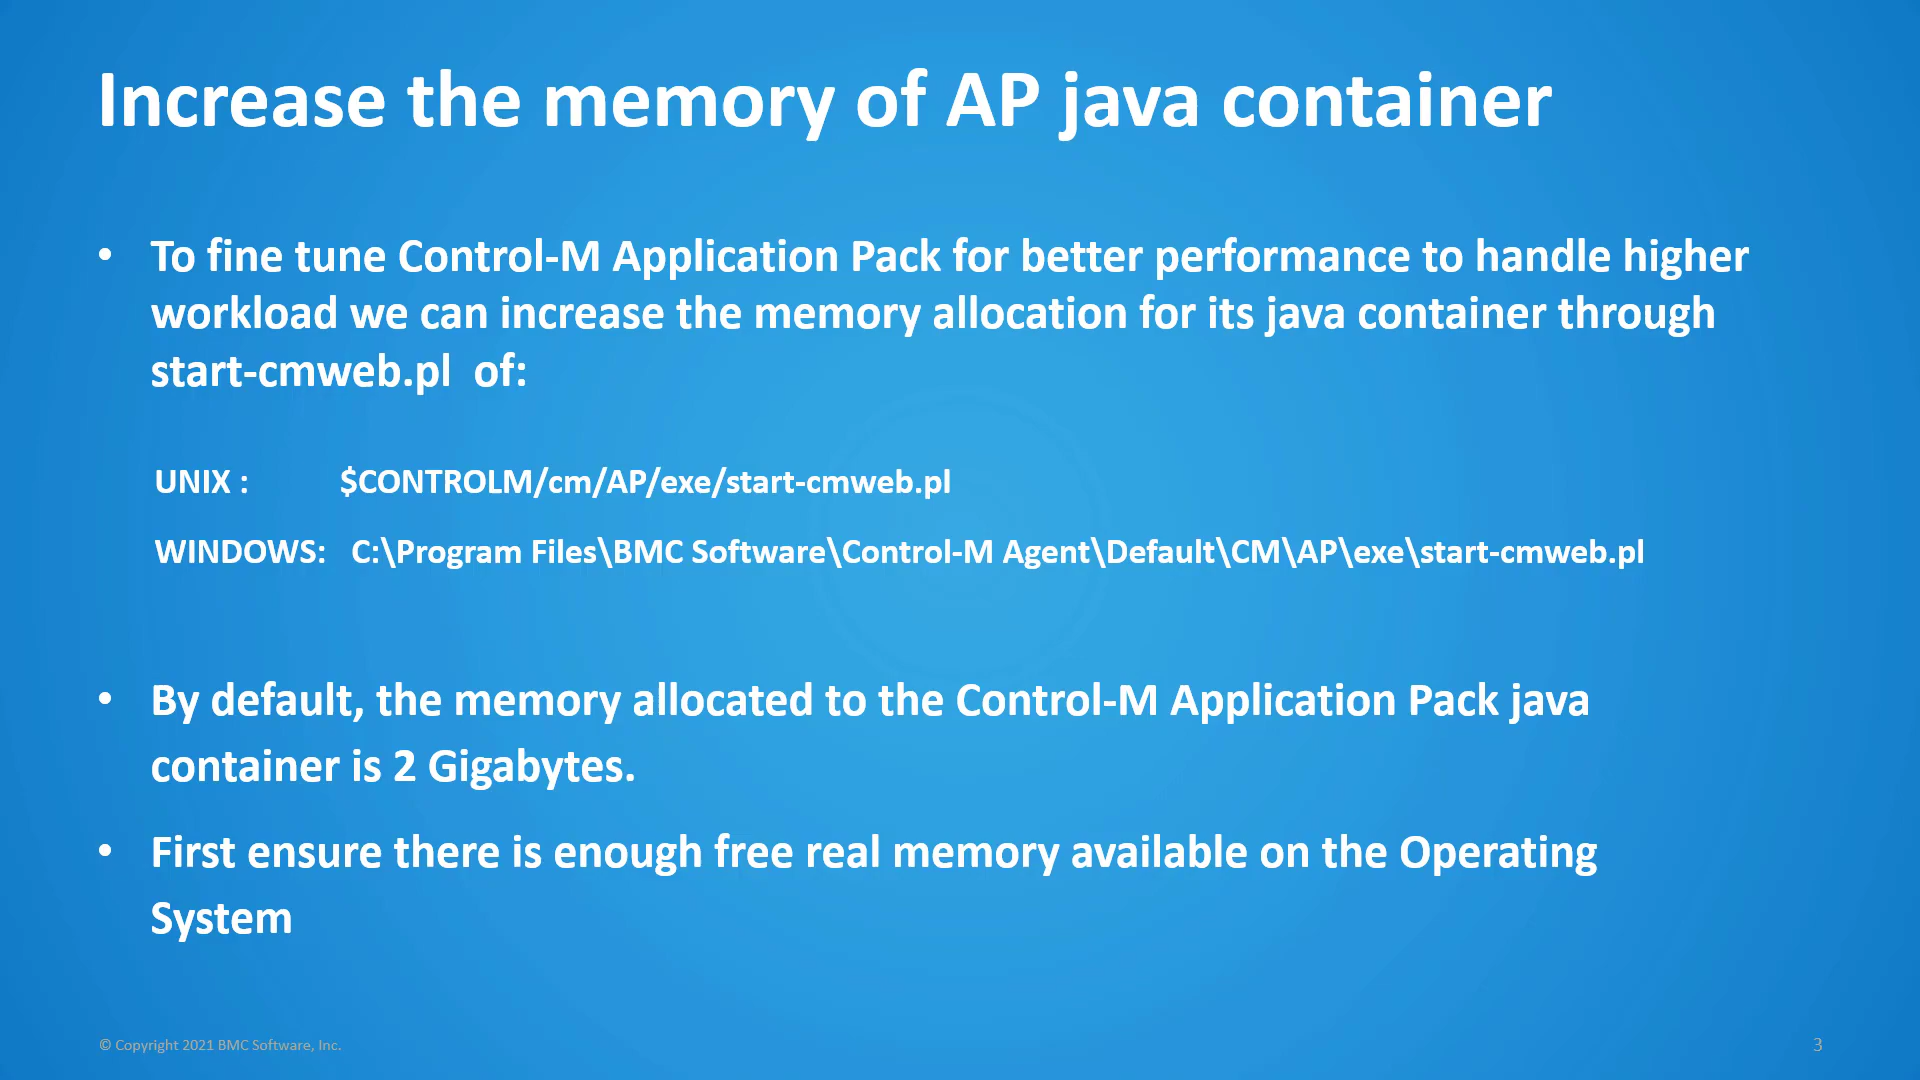 Increase the memory of AP java container
• To fine tune Control-M Application Pack for better performance to handle higher
workload we can increase the memory allocation for its java container through
start-cmweb.pl  of:
UNIX :           $CONTROLM/cm/AP/exe/start-cmweb.pl
WINDOWS:   C:\Program Files\BMC Software\Control-M Agent\Default\CM\AP\exe\start-cmweb.pl
• By default, the memory allocated to the Control-M Application Pack java
container is 2 Gigabytes.
• First ensure there is enough free real memory available on the Operating
System
© Copyright 2021 BMC Software, Inc.
3